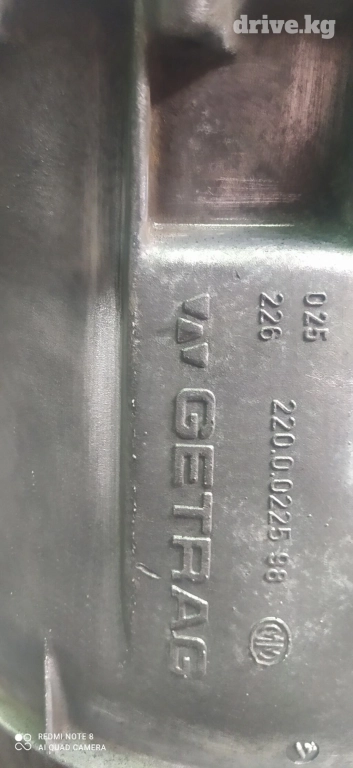 drive.kg
025
226
GETRAG
220.0.0225.98
REDMI NOTE 8
AI QUAD CAMERA